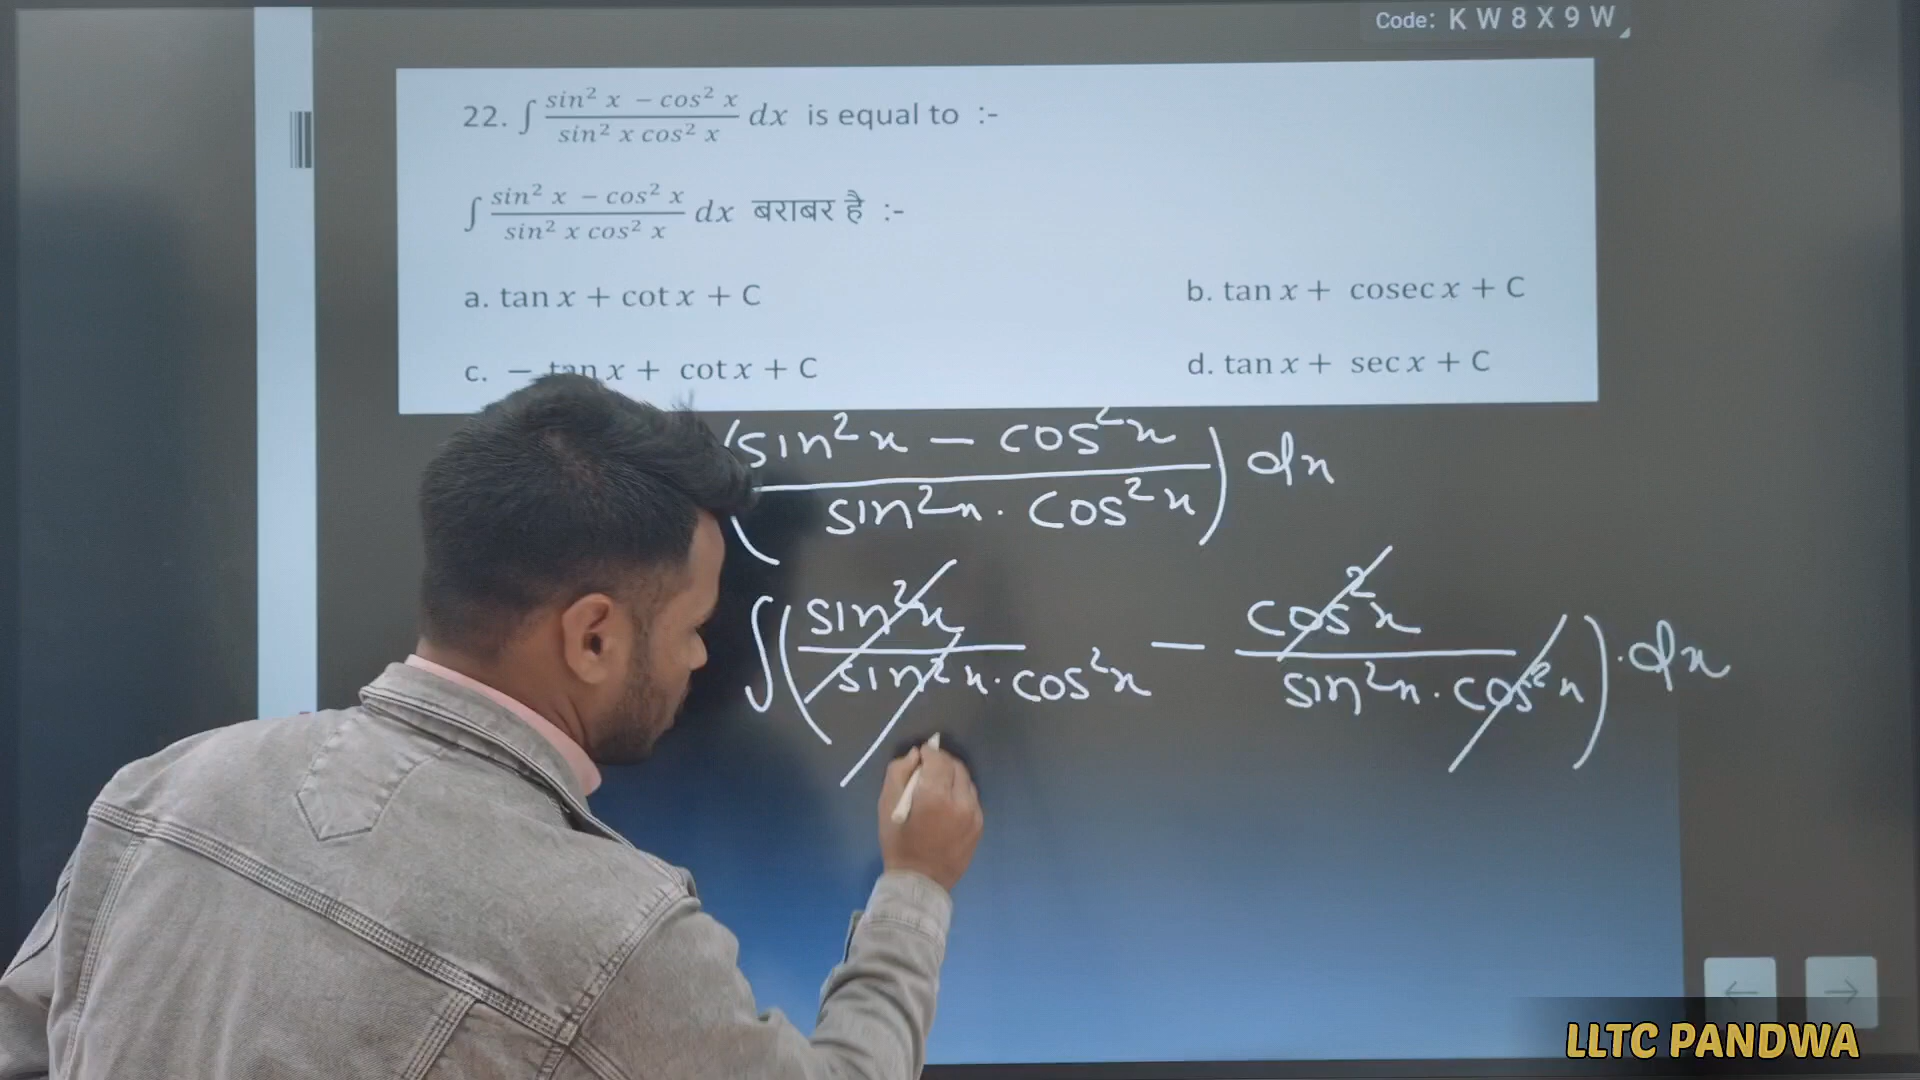 Code: K W 8 X 9 W
22. ∫ (sin² x − cos² x)/(sin² x cos² x) dx is equal to :-
∫ (sin² x − cos² x)/(sin² x cos² x) dx बराबर है :-
a. tan x + cot x + C
b. tan x + cosec x + C
c. − tan x + cot x + C
d. tan x + sec x + C
((sin²x − cos²x)/(sin²x · cos²x)) dx
∫((sin²x)/(sin²x · cos²x) − (cos²x)/(sin²x · cos²x)) · dx
LLTC PANDWA